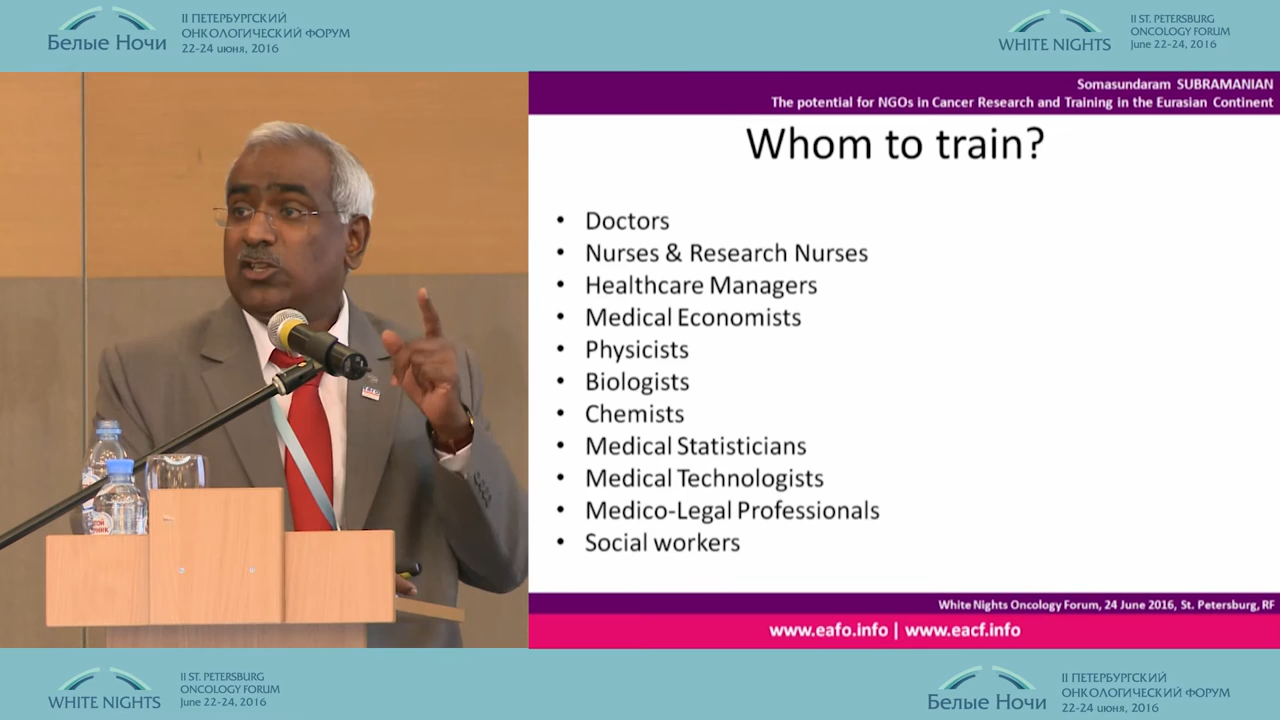 Белые Ночи
II ПЕТЕРБУРГСКИЙ
ОНКОЛОГИЧЕСКИЙ ФОРУМ
22-24 июня, 2016
WHITE NIGHTS
II ST. PETERSBURG
ONCOLOGY FORUM
June 22-24, 2016
Somasundaram SUBRAMANIAN
The potential for NGOs in Cancer Research and Training in the Eurasian Continent
Whom to train?
• Doctors
• Nurses & Research Nurses
• Healthcare Managers
• Medical Economists
• Physicists
• Biologists
• Chemists
• Medical Statisticians
• Medical Technologists
• Medico-Legal Professionals
• Social workers
White Nights Oncology Forum, 24 June 2016, St. Petersburg, RF
www.eafo.info | www.eacf.info
WHITE NIGHTS
II ST. PETERSBURG
ONCOLOGY FORUM
June 22-24, 2016
Белые Ночи
II ПЕТЕРБУРГСКИЙ
ОНКОЛОГИЧЕСКИЙ ФОРУМ
22-24 июня, 2016